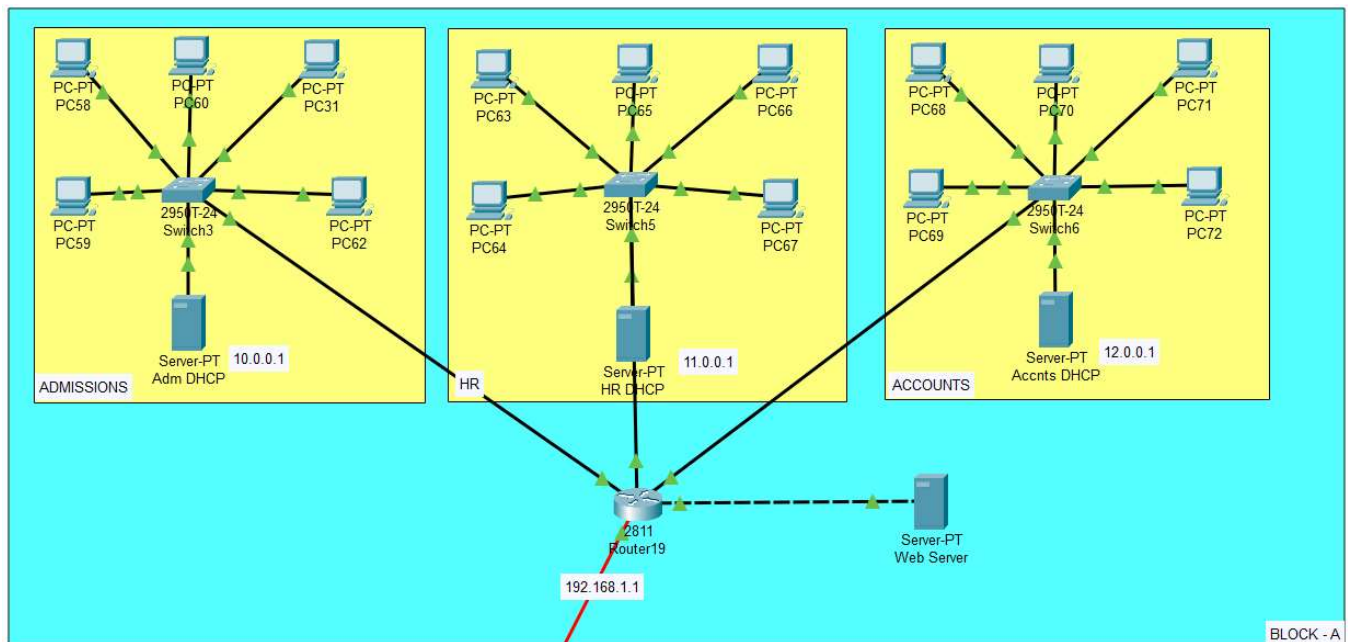 PC-PT
PC58
PC-PT
PC60
PC-PT
PC31
PC-PT
PC59
2950T-24
Switch3
PC-PT
PC62
Server-PT
Adm DHCP
10.0.0.1
ADMISSIONS
PC-PT
PC63
PC-PT
PC65
PC-PT
PC66
PC-PT
PC64
2950T-24
Switch5
PC-PT
PC67
Server-PT
HR DHCP
11.0.0.1
HR
PC-PT
PC68
PC-PT
PC70
PC-PT
PC71
PC-PT
PC69
2950T-24
Switch6
PC-PT
PC72
Server-PT
Accnts DHCP
12.0.0.1
ACCOUNTS
2811
Router19
Server-PT
Web Server
192.168.1.1
BLOCK - A